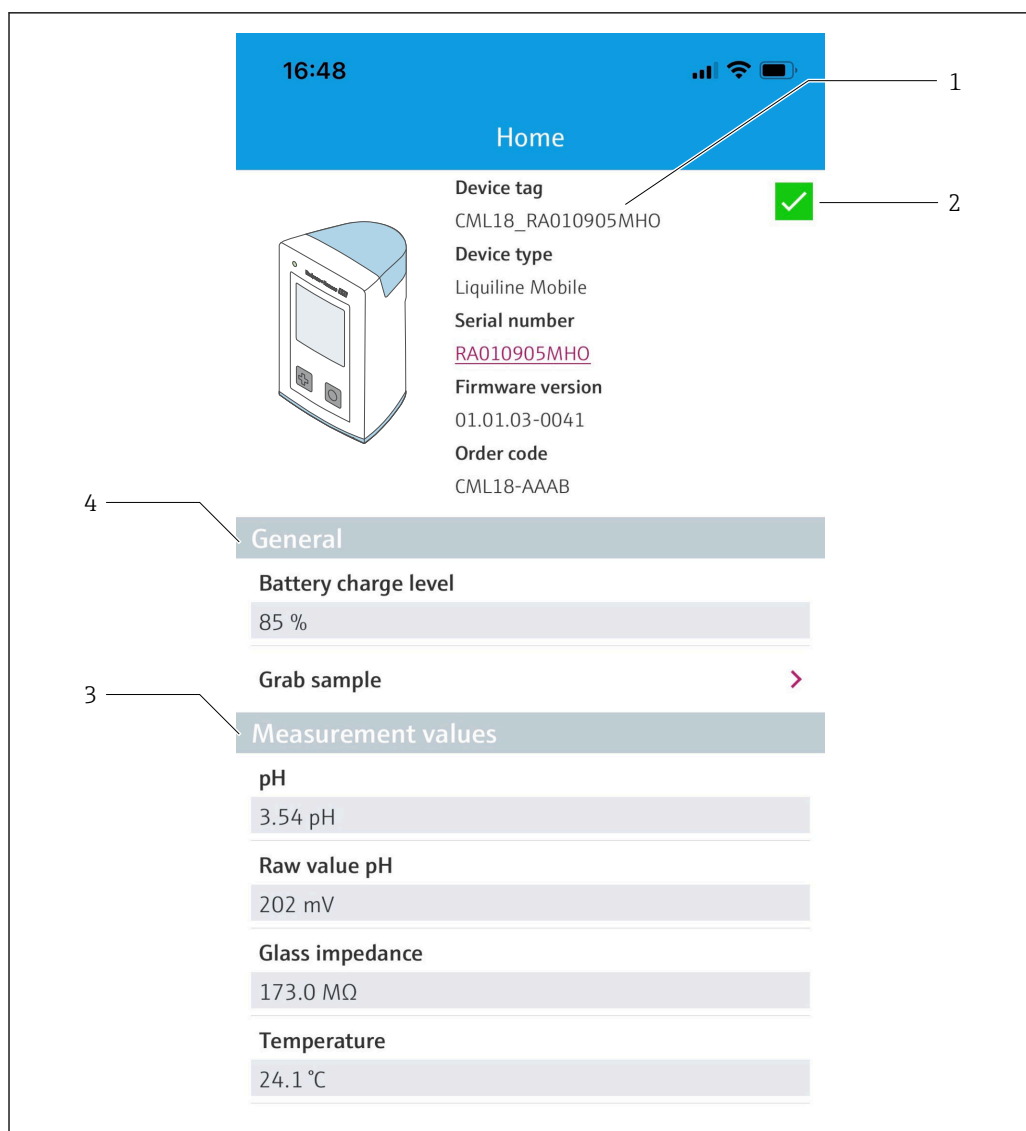 16:48
1
Home
Device tag
2
CML18_RA010905MHO
Device type
Liquiline Mobile
Serial number
RA010905MHO
Firmware version
01.01.03-0041
Order code
CML18-AAAB
4
General
Battery charge level
85 %
Grab sample
3
Measurement values
pH
3.54 pH
Raw value pH
202 mV
Glass impedance
173.0 MΩ
Temperature
24.1 °C